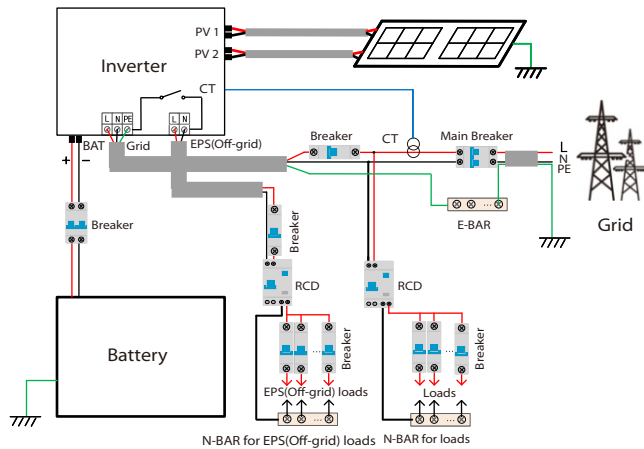 PV 1
PV 2
Inverter
CT
L N PE
L N
BAT
Grid
EPS(Off-grid)
+
−
Breaker
CT
Main Breaker
L
N
PE
Grid
E-BAR
Breaker
Breaker
RCD
RCD
Battery
Breaker
Breaker
EPS(Off-grid) loads
Loads
N-BAR for EPS(Off-grid) loads
N-BAR for loads